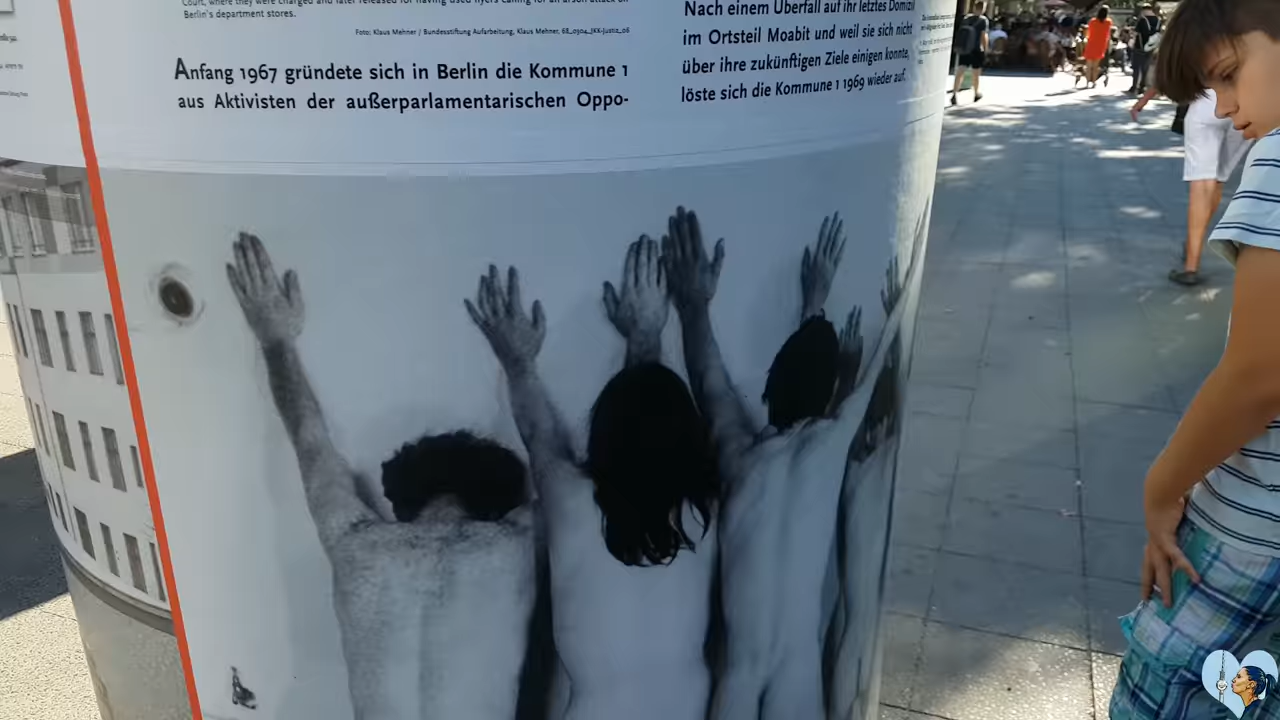 Court, where they were charged and later released for having used flyers calling for an arson attack on
Berlin's department stores.
Foto: Klaus Mehner / Bundesstiftung Aufarbeitung, Klaus Mehner, 68_0504_JKK-Justiz_06
Anfang 1967 gründete sich in Berlin die Kommune 1
aus Aktivisten der außerparlamentarischen Oppo-
Nach einem Überfall auf ihr letztes Domizil
im Ortsteil Moabit und weil sie sich nicht
über ihre zukünftigen Ziele einigen konnte,
löste sich die Kommune 1 1969 wieder auf.